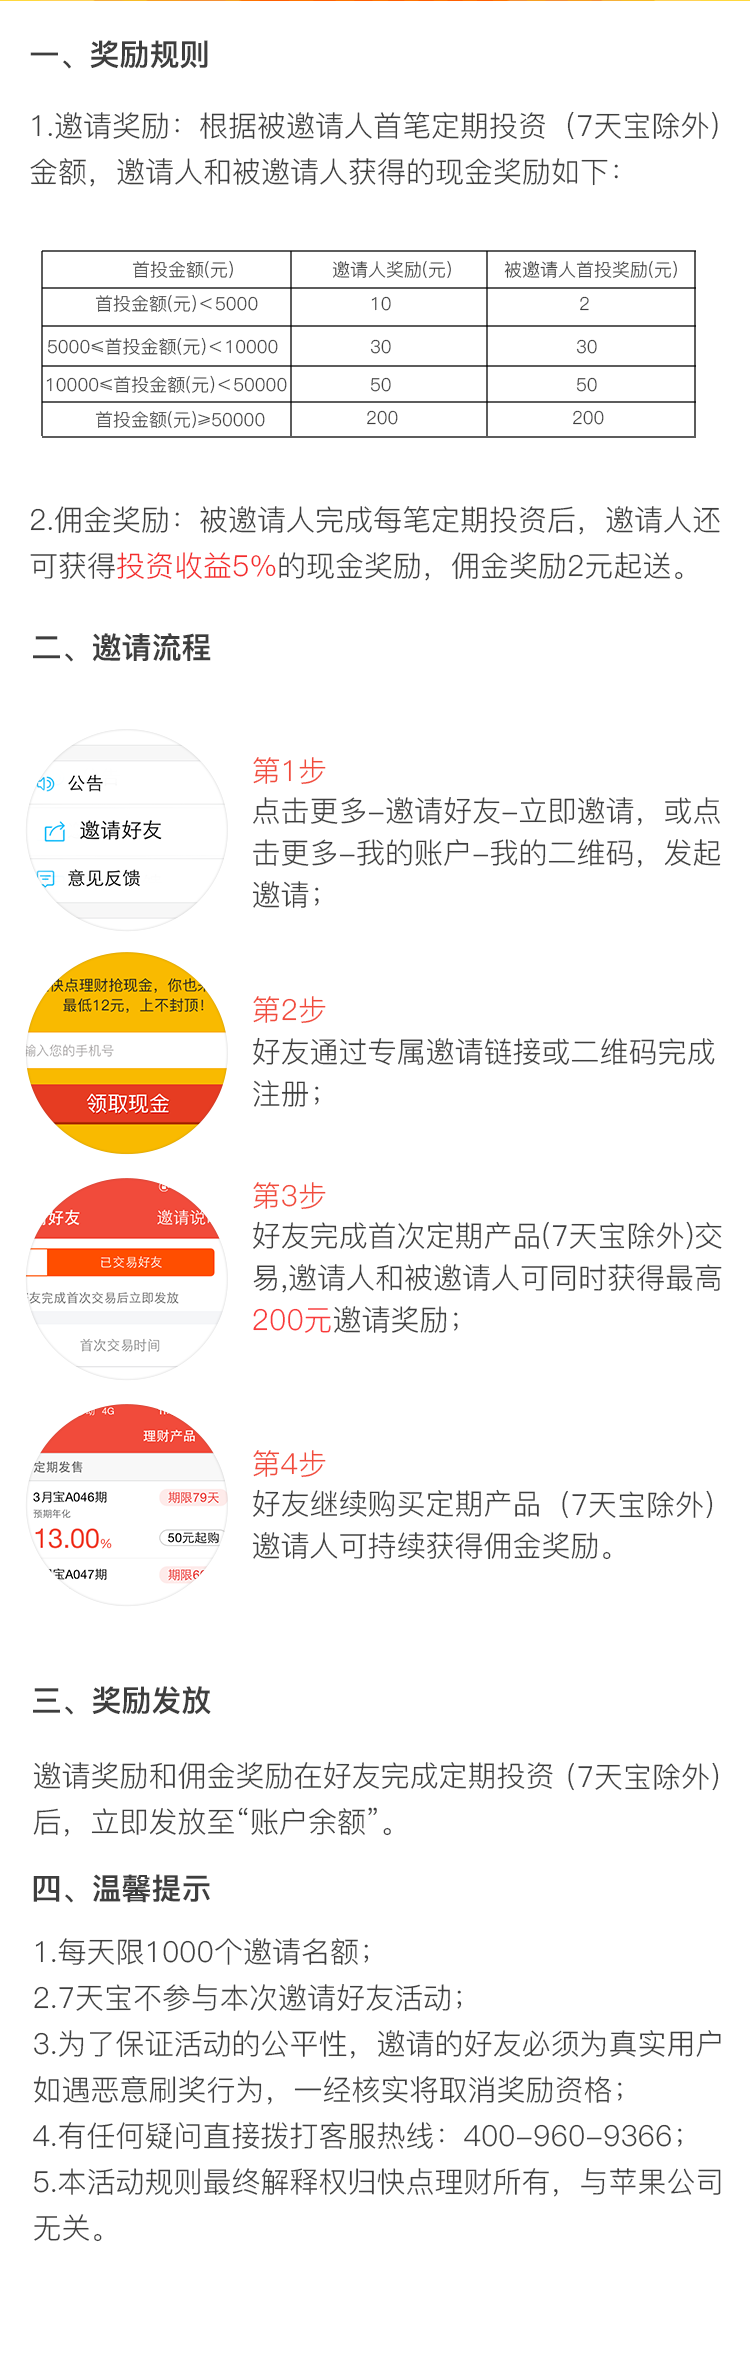 一、奖励规则
1.邀请奖励：根据被邀请人首笔定期投资（7天宝除外）
金额，邀请人和被邀请人获得的现金奖励如下：
首投金额(元) 邀请人奖励(元) 被邀请人首投奖励(元)
首投金额(元)<5000 10 2
5000≤首投金额(元)<10000 30 30
10000≤首投金额(元)<50000 50 50
首投金额(元)≥50000 200 200
2.佣金奖励：被邀请人完成每笔定期投资后，邀请人还
可获得投资收益5%的现金奖励，佣金奖励2元起送。
二、邀请流程
公告
邀请好友
意见反馈
第1步
点击更多-邀请好友-立即邀请，或点
击更多-我的账户-我的二维码，发起
邀请；
快点理财抢现金，你也
最低12元，上不封顶！
输入您的手机号
领取现金
第2步
好友通过专属邀请链接或二维码完成
注册；
好友 邀请说
已交易好友
友完成首次交易后立即发放
首次交易时间
第3步
好友完成首次定期产品(7天宝除外)交
易,邀请人和被邀请人可同时获得最高
200元邀请奖励；
4G
理财产品
定期发售
3月宝A046期 期限79天
预期年化
13.00% 50元起购
宝A047期 期限6
第4步
好友继续购买定期产品（7天宝除外）
邀请人可持续获得佣金奖励。
三、奖励发放
邀请奖励和佣金奖励在好友完成定期投资（7天宝除外）
后，立即发放至“账户余额”。
四、温馨提示
1.每天限1000个邀请名额；
2.7天宝不参与本次邀请好友活动；
3.为了保证活动的公平性，邀请的好友必须为真实用户
如遇恶意刷奖行为，一经核实将取消奖励资格；
4.有任何疑问直接拨打客服热线：400-960-9366；
5.本活动规则最终解释权归快点理财所有，与苹果公司
无关。